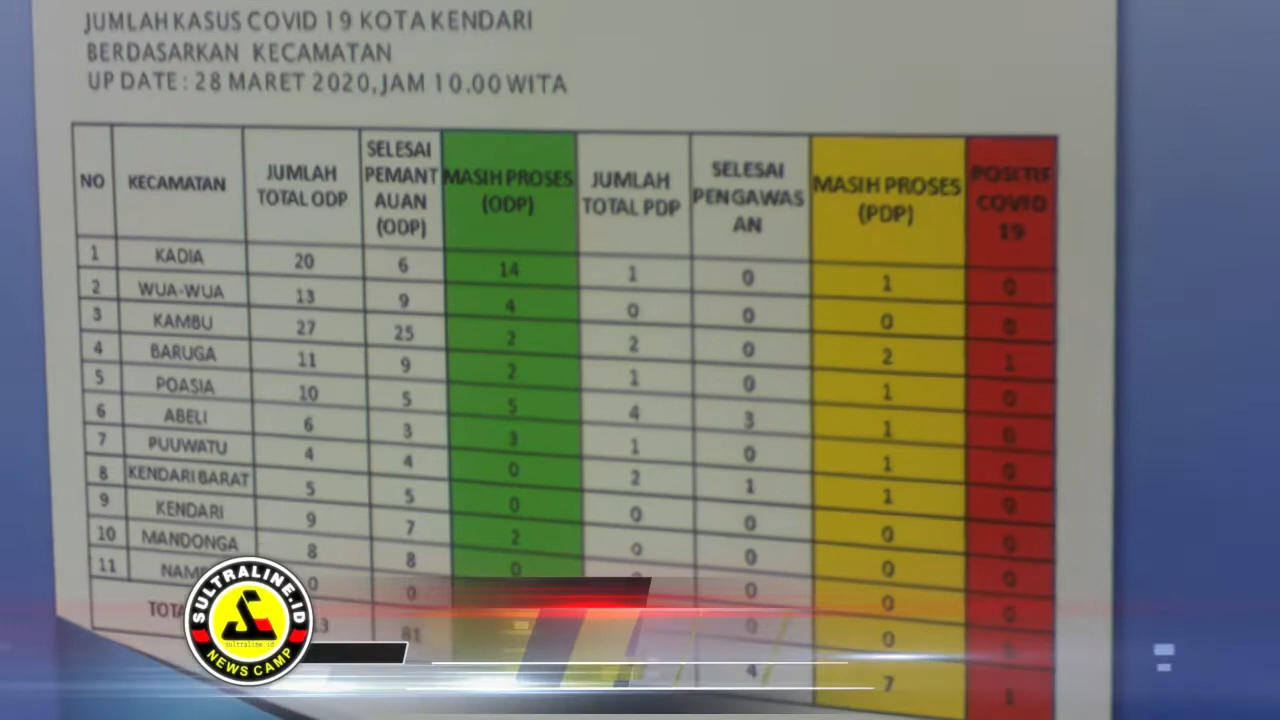 JUMLAH KASUS COVID 19 KOTA KENDARI
BERDASARKAN KECAMATAN
UP DATE : 28 MARET 2020, JAM 10.00 WITA
NO KECAMATAN JUMLAH TOTAL ODP SELESAI PEMANTAUAN (ODP) MASIH PROSES (ODP) JUMLAH TOTAL PDP SELESAI PENGAWASAN MASIH PROSES (PDP) POSITIF COVID 19
1 KADIA 20 6 14 1 0 1 0
2 WUA-WUA 13 9 4 0 0 0 0
3 KAMBU 27 25 2 2 0 2 1
4 BARUGA 11 9 2 1 0 1 0
5 POASIA 10 5 5 4 3 1 0
6 ABELI 6 3 3 1 0 1 0
7 PUUWATU 4 4 0 2 1 1 0
8 KENDARI BARAT 5 5 0 0 0 0 0
9 KENDARI 9 7 2 0 0 0 0
10 MANDONGA 8 8 0 0 0 0
11 0 0 0 0
81 4 7 1
SULTRALINE.ID
sultraline.id
NEWS CAMP